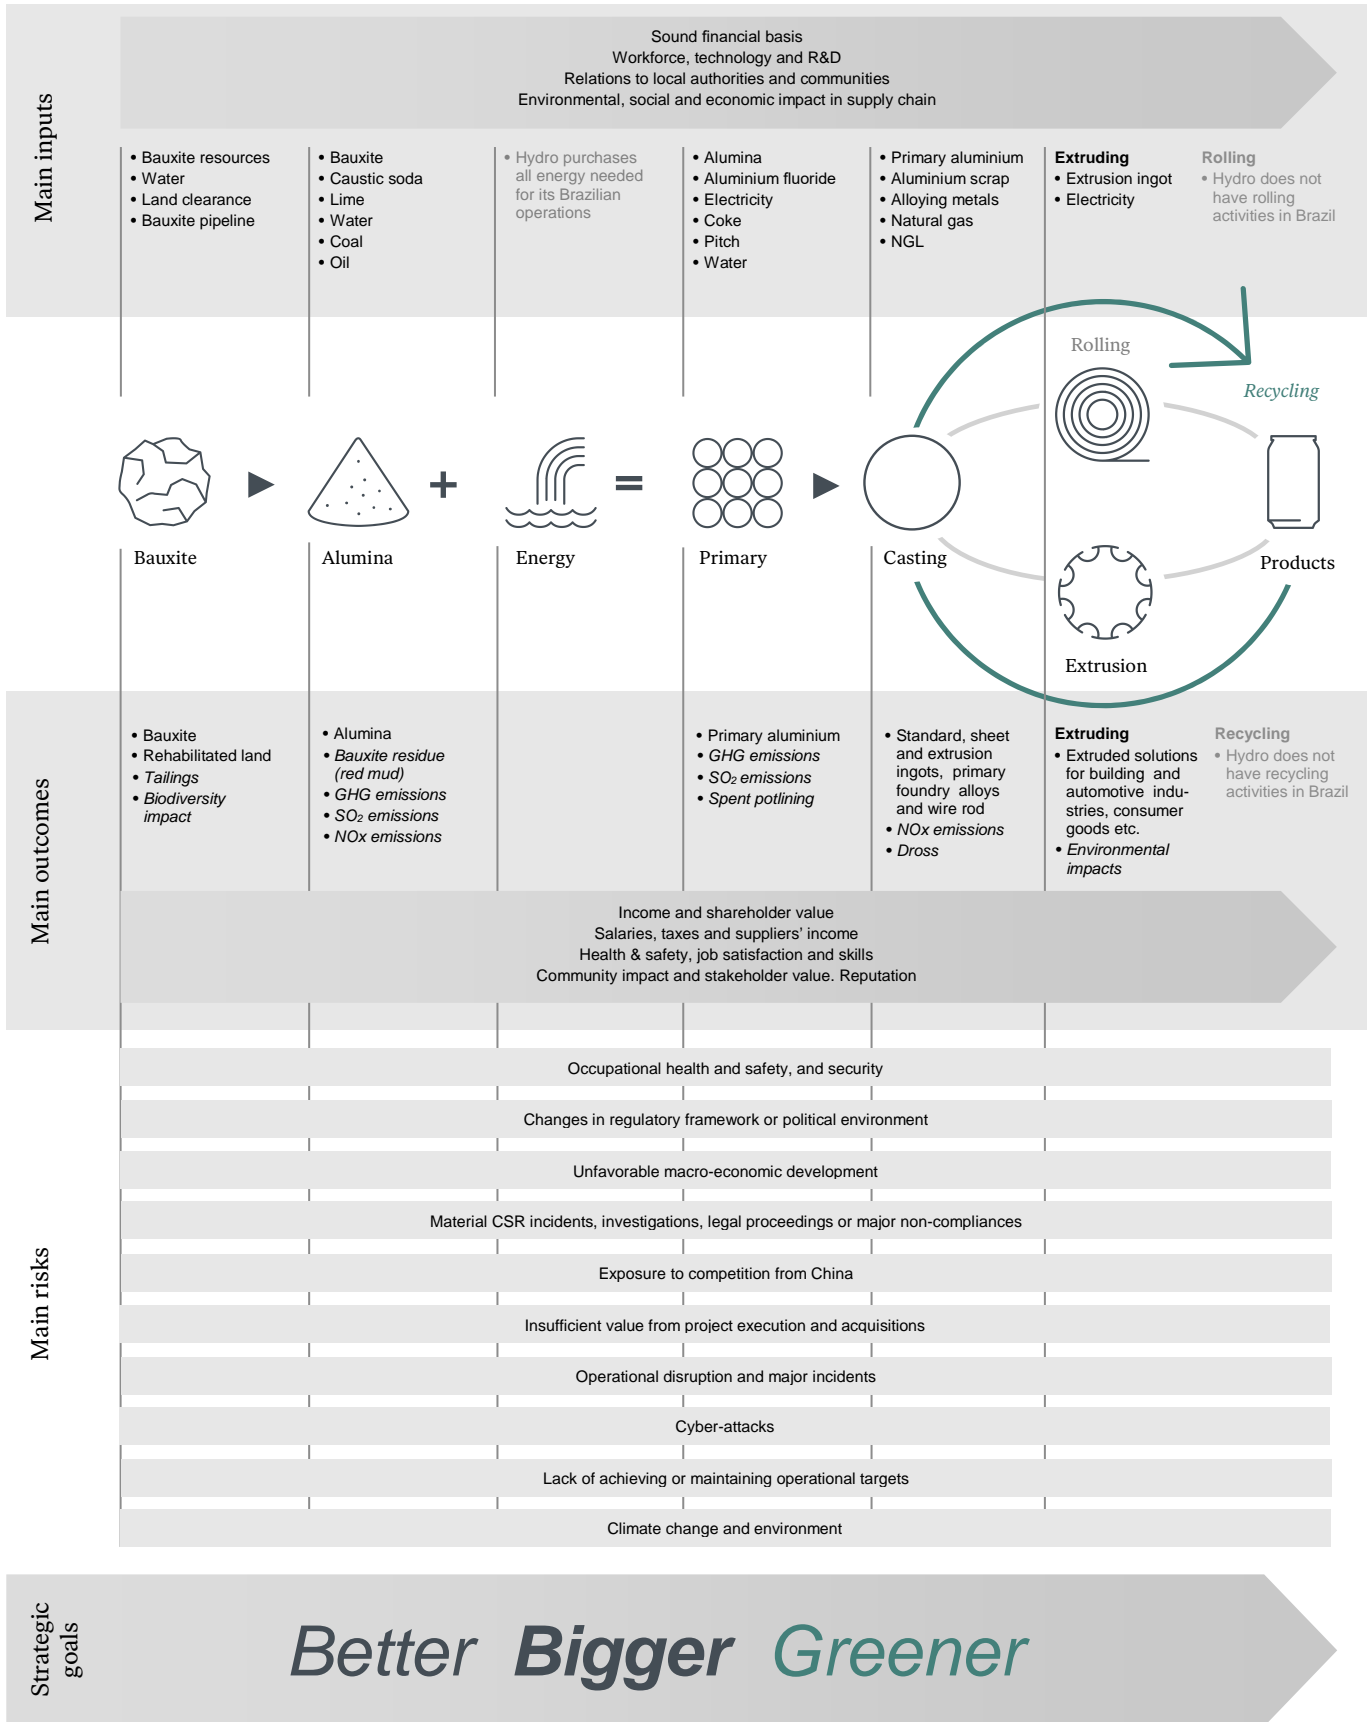 Main inputs
Sound financial basis
Workforce, technology and R&D
Relations to local authorities and communities
Environmental, social and economic impact in supply chain
• Bauxite resources
• Water
• Land clearance
• Bauxite pipeline
• Bauxite
• Caustic soda
• Lime
• Water
• Coal
• Oil
• Hydro purchases
all energy needed
for its Brazilian
operations
• Alumina
• Aluminium fluoride
• Electricity
• Coke
• Pitch
• Water
• Primary aluminium
• Aluminium scrap
• Alloying metals
• Natural gas
• NGL
Extruding
• Extrusion ingot
• Electricity
Rolling
• Hydro does not
have rolling
activities in Brazil
Rolling
Recycling
Bauxite
Alumina
Energy
Primary
Casting
Products
Extrusion
Main outcomes
• Bauxite
• Rehabilitated land
• Tailings
• Biodiversity
impact
• Alumina
• Bauxite residue
(red mud)
• GHG emissions
• SO₂ emissions
• NOx emissions
• Primary aluminium
• GHG emissions
• SO₂ emissions
• Spent potlining
• Standard, sheet
and extrusion
ingots, primary
foundry alloys
and wire rod
• NOx emissions
• Dross
Extruding
• Extruded solutions
for building and
automotive indu-
stries, consumer
goods etc.
• Environmental
impacts
Recycling
• Hydro does not
have recycling
activities in Brazil
Income and shareholder value
Salaries, taxes and suppliers’ income
Health & safety, job satisfaction and skills
Community impact and stakeholder value. Reputation
Main risks
Occupational health and safety, and security
Changes in regulatory framework or political environment
Unfavorable macro-economic development
Material CSR incidents, investigations, legal proceedings or major non-compliances
Exposure to competition from China
Insufficient value from project execution and acquisitions
Operational disruption and major incidents
Cyber-attacks
Lack of achieving or maintaining operational targets
Climate change and environment
Strategic
goals
Better Bigger Greener